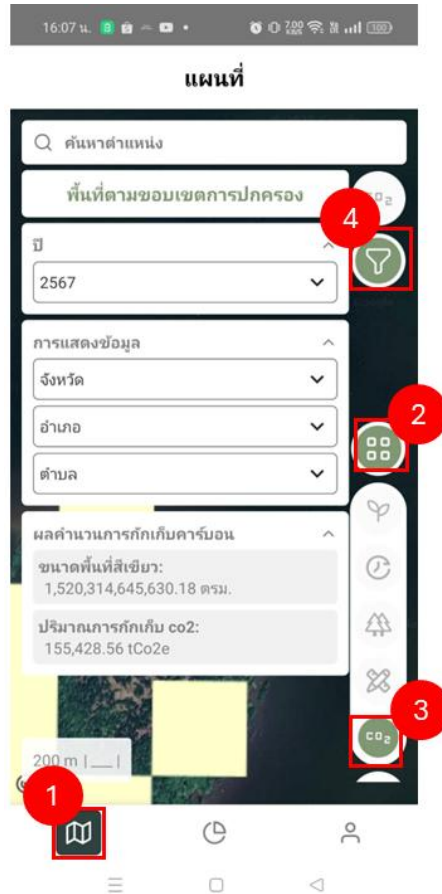 16:07 น.
7.00 KB/S
100
แผนที่
ค้นหาตำแหน่ง
พื้นที่ตามขอบเขตการปกครอง
CO2
4
ปี
2567
การแสดงข้อมูล
จังหวัด
2
อำเภอ
ตำบล
ผลคำนวนการกักเก็บคาร์บอน
ขนาดพื้นที่สีเขียว:
1,520,314,645,630.18 ตรม.
ปริมาณการกักเก็บ co2:
155,428.56 tCo2e
3
CO2
200 m
1